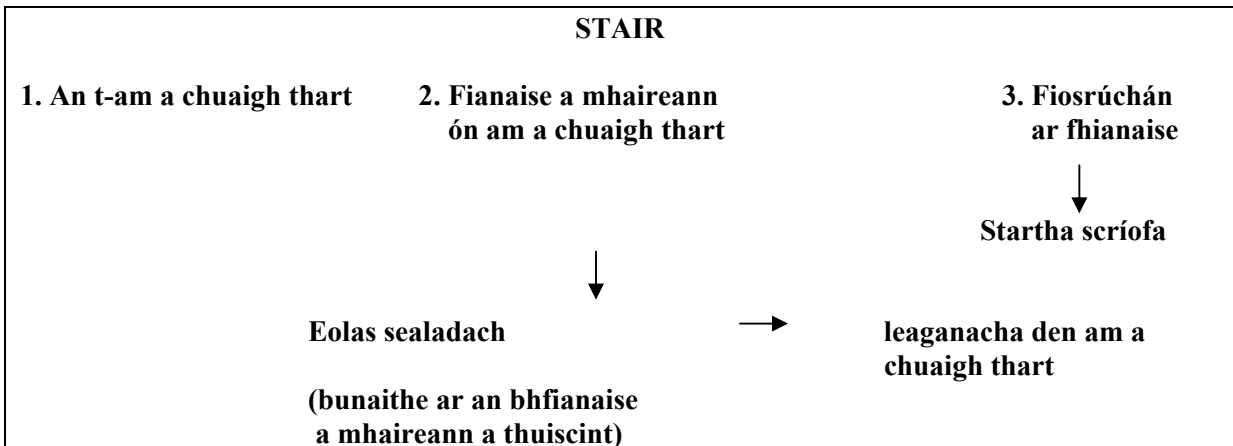 STAIR
1. An t-am a chuaigh thart
2. Fianaise a mhaireann
ón am a chuaigh thart
3. Fiosrúchán
ar fhianaise
Startha scríofa
Eolas sealadach
(bunaithe ar an bhfianaise
a mhaireann a thuiscint)
leaganacha den am a
chuaigh thart